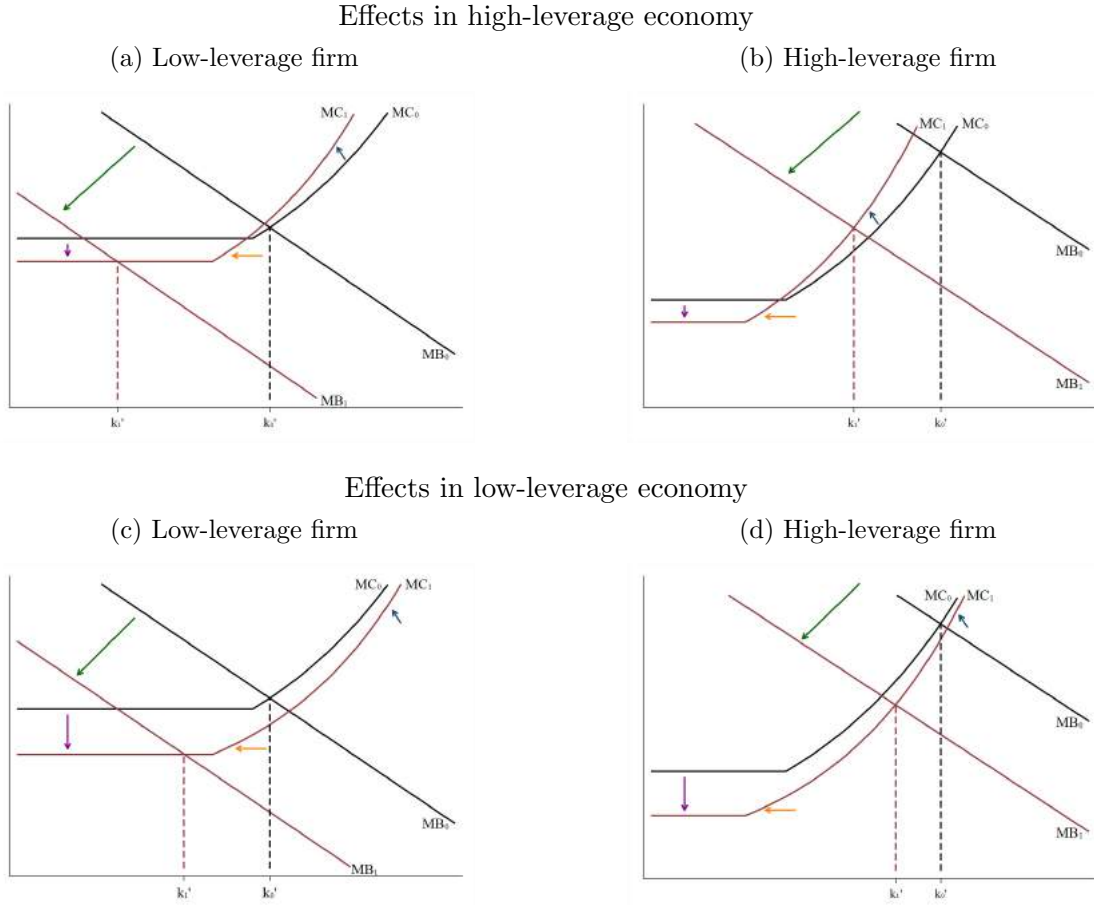 Effects in high-leverage economy
(a) Low-leverage firm
(b) High-leverage firm
MC₁
MC₀
MB₀
MB₁
k₁'
k₀'
MC₁
MC₀
MB₀
MB₁
k₁'
k₀'
Effects in low-leverage economy
(c) Low-leverage firm
(d) High-leverage firm
MC₀
MC₁
MB₀
MB₁
k₁'
k₀'
MC₀
MC₁
MB₀
MB₁
k₁'
k₀'